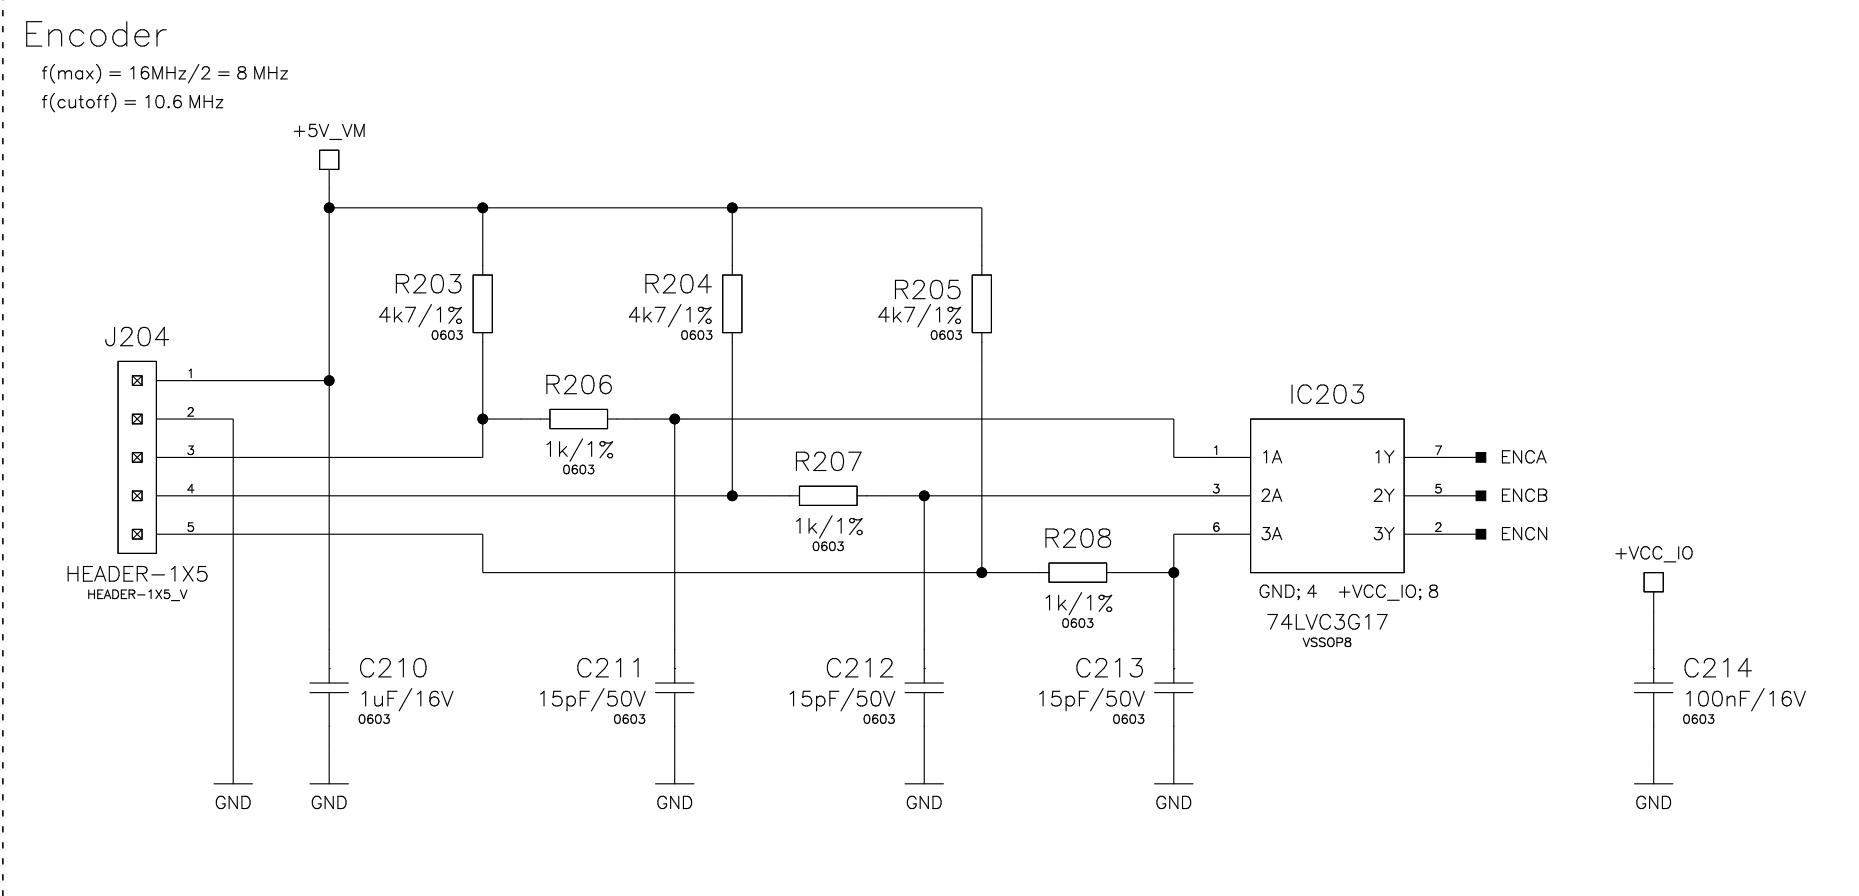 Encoder
f(max) = 16MHz/2 = 8 MHz
f(cutoff) = 10.6 MHz
+5V_VM
R203
4k7/1%
0603
R204
4k7/1%
0603
R205
4k7/1%
0603
J204
1
2
3
4
5
HEADER-1X5
HEADER-1X5_V
R206
1k/1%
0603
R207
1k/1%
0603
R208
1k/1%
0603
IC203
1 1A 1Y 7 ENCA
3 2A 2Y 5 ENCB
6 3A 3Y 2 ENCN
GND; 4 +VCC_IO; 8
74LVC3G17
VSSOP8
+VCC_IO
C210
1uF/16V
0603
C211
15pF/50V
0603
C212
15pF/50V
0603
C213
15pF/50V
0603
C214
100nF/16V
0603
GND
GND
GND
GND
GND
GND